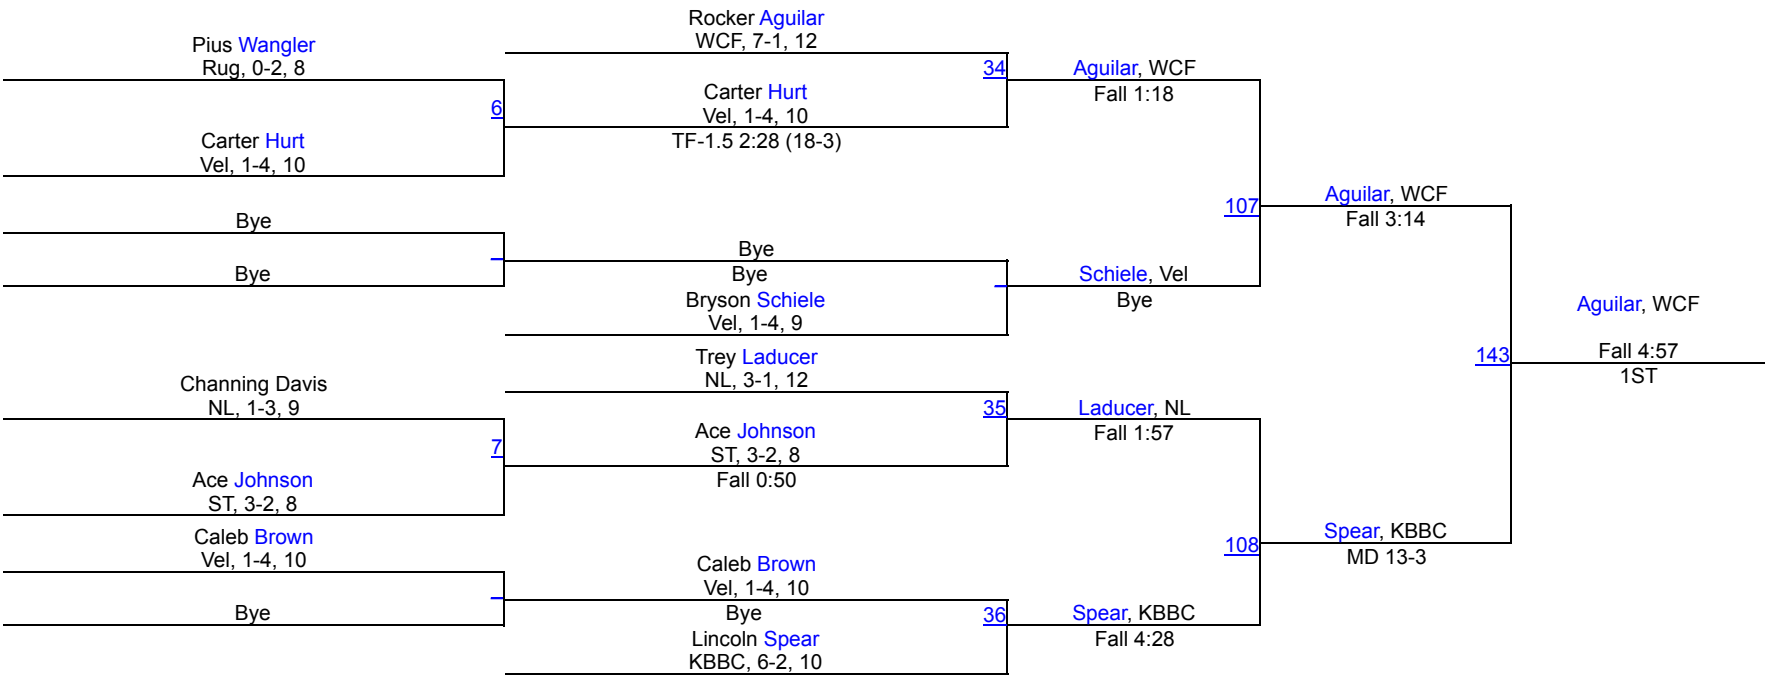 Pius Wangler
Rug, 0-2, 8
6
Carter Hurt
Vel, 1-4, 10
Bye
Bye
Channing Davis
NL, 1-3, 9
7
Ace Johnson
ST, 3-2, 8
Caleb Brown
Vel, 1-4, 10
Bye
Rocker Aguilar
WCF, 7-1, 12
34
Carter Hurt
Vel, 1-4, 10
TF-1.5 2:28 (18-3)
Bye
Bye
Bryson Schiele
Vel, 1-4, 9
Trey Laducer
NL, 3-1, 12
35
Ace Johnson
ST, 3-2, 8
Fall 0:50
Caleb Brown
Vel, 1-4, 10
Bye
36
Lincoln Spear
KBBC, 6-2, 10
Aguilar, WCF
Fall 1:18
107
Schiele, Vel
Bye
Laducer, NL
Fall 1:57
108
Spear, KBBC
Fall 4:28
Aguilar, WCF
Fall 3:14
143
Spear, KBBC
MD 13-3
Aguilar, WCF
Fall 4:57
1ST